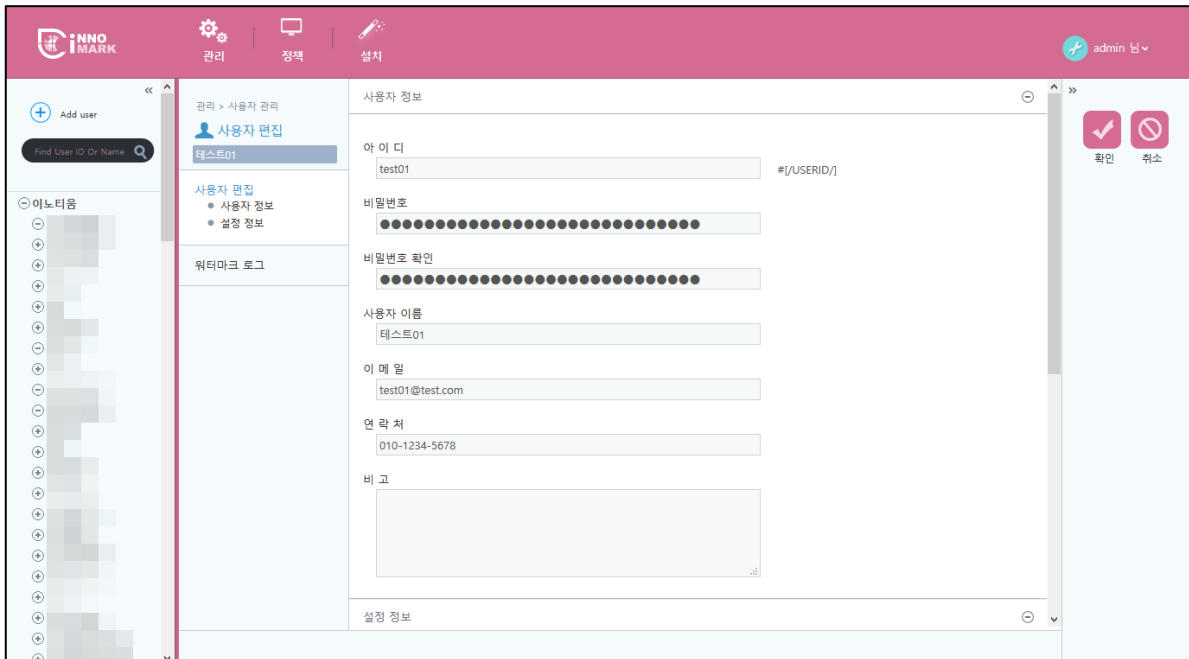 iNNO
MARK
관리
정책
설치
admin 님
«
Add user
Find User ID Or Name
이노티움
관리 > 사용자 관리
사용자 편집
테스트01
사용자 편집
사용자 정보
설정 정보
워터마크 로그
사용자 정보
아 이 디
test01
#[/USERID/]
비밀번호
●●●●●●●●●●●●●●●●●●●●●●●●●●●●●
비밀번호 확인
●●●●●●●●●●●●●●●●●●●●●●●●●●●●●
사용자 이름
테스트01
이 메 일
test01@test.com
연 락 처
010-1234-5678
비 고
설정 정보
»
확인
취소